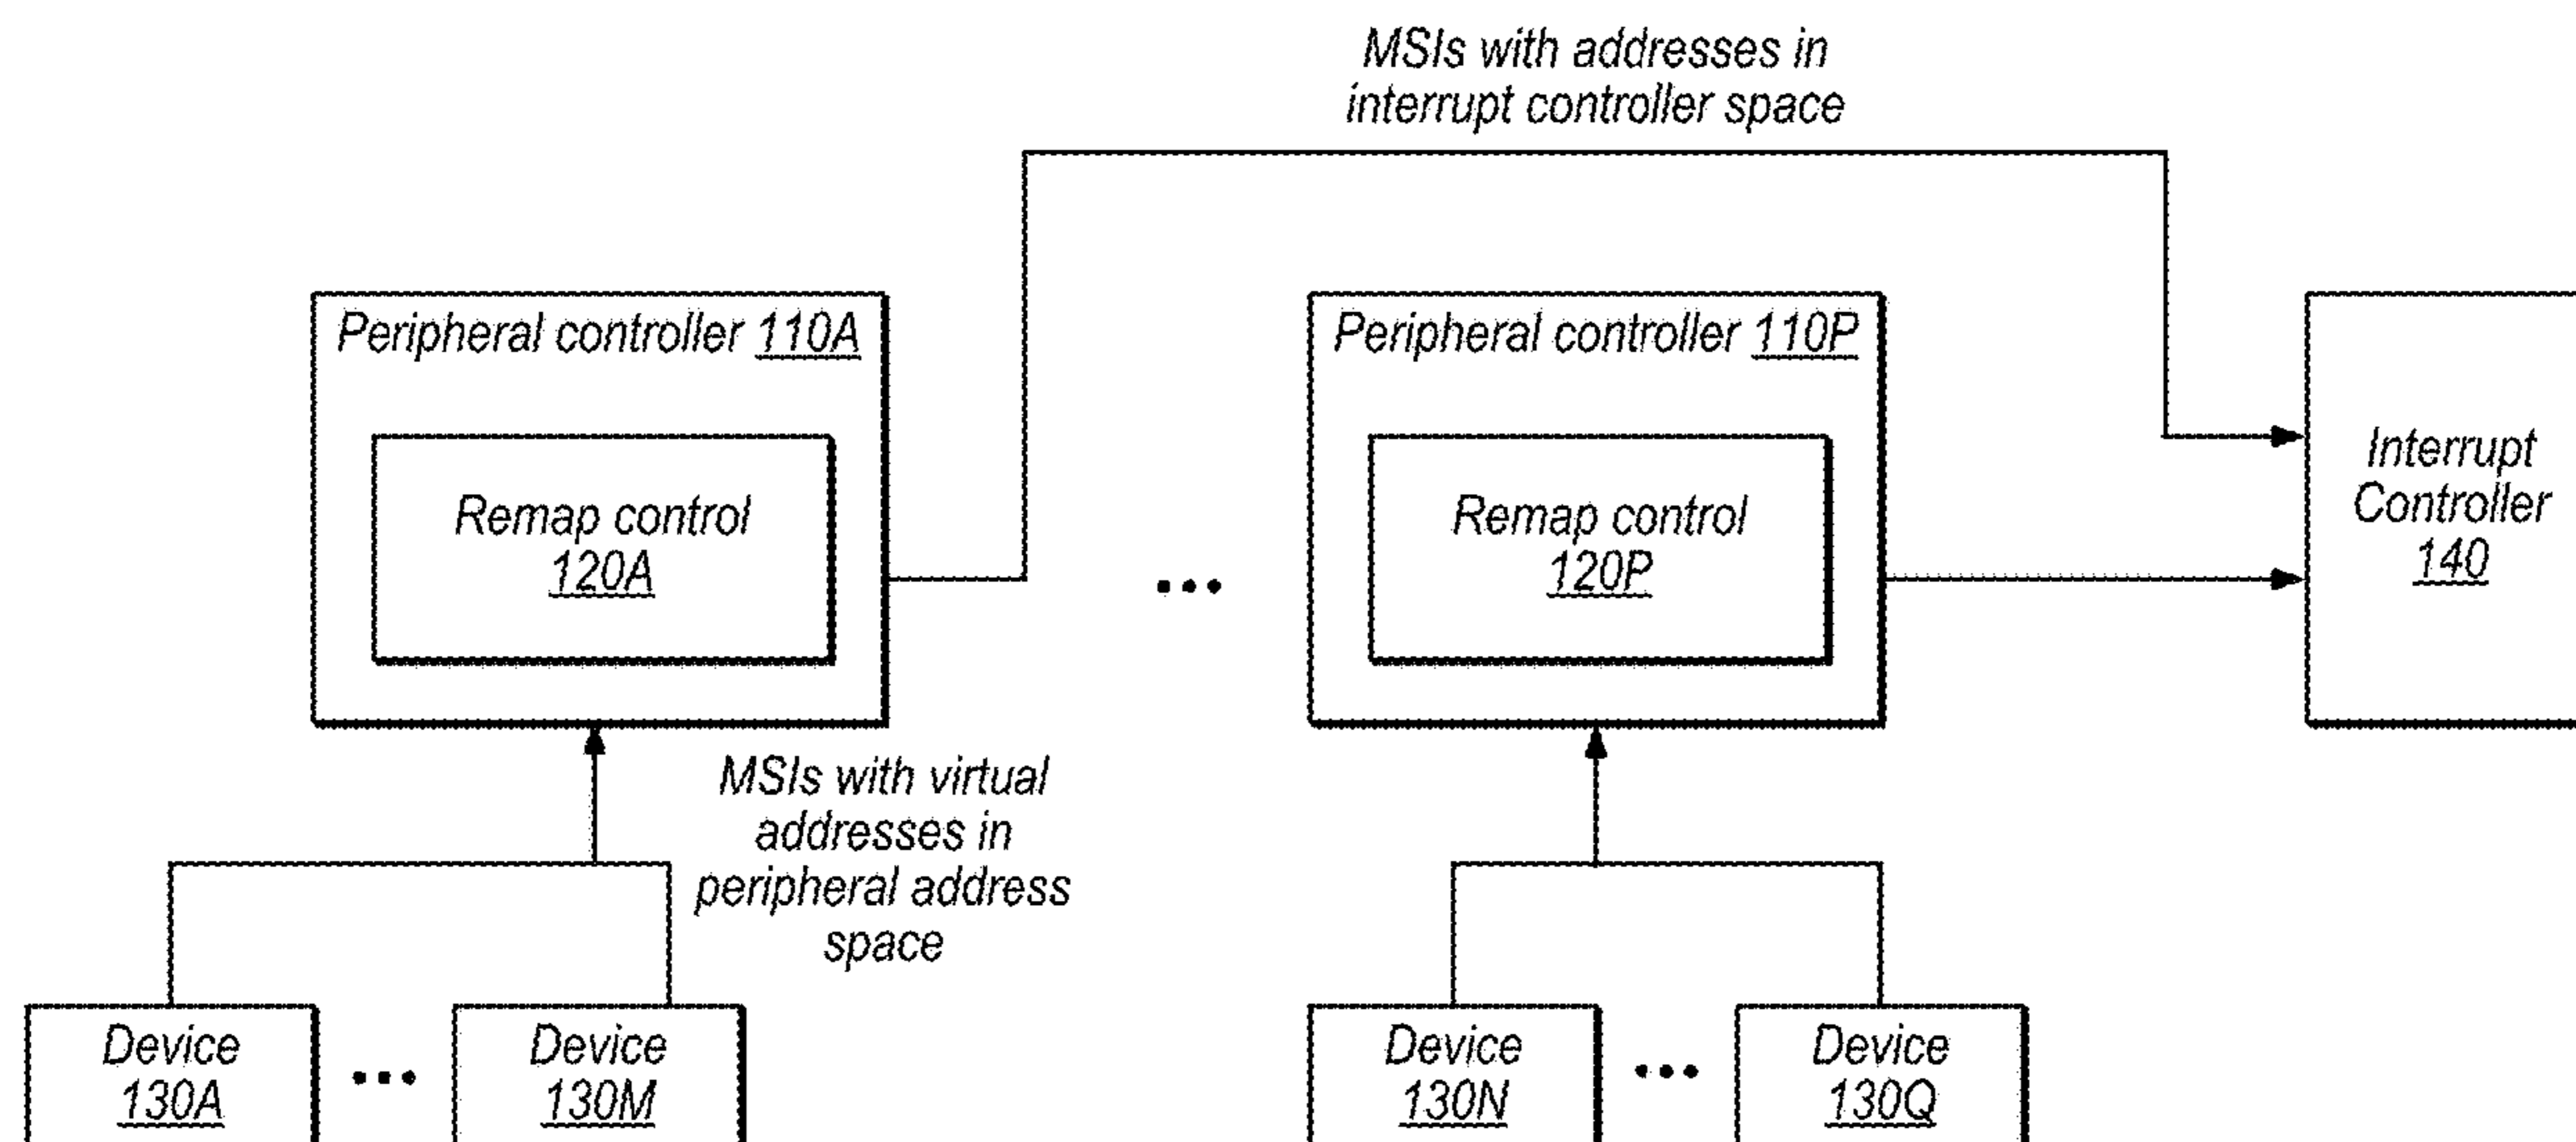 MSIs with addresses in
interrupt controller space
Peripheral controller 110A
Remap control
120A
Peripheral controller 110P
Remap control
120P
Interrupt
Controller
140
MSIs with virtual
addresses in
peripheral address
space
Device
130A
Device
130M
Device
130N
Device
130Q